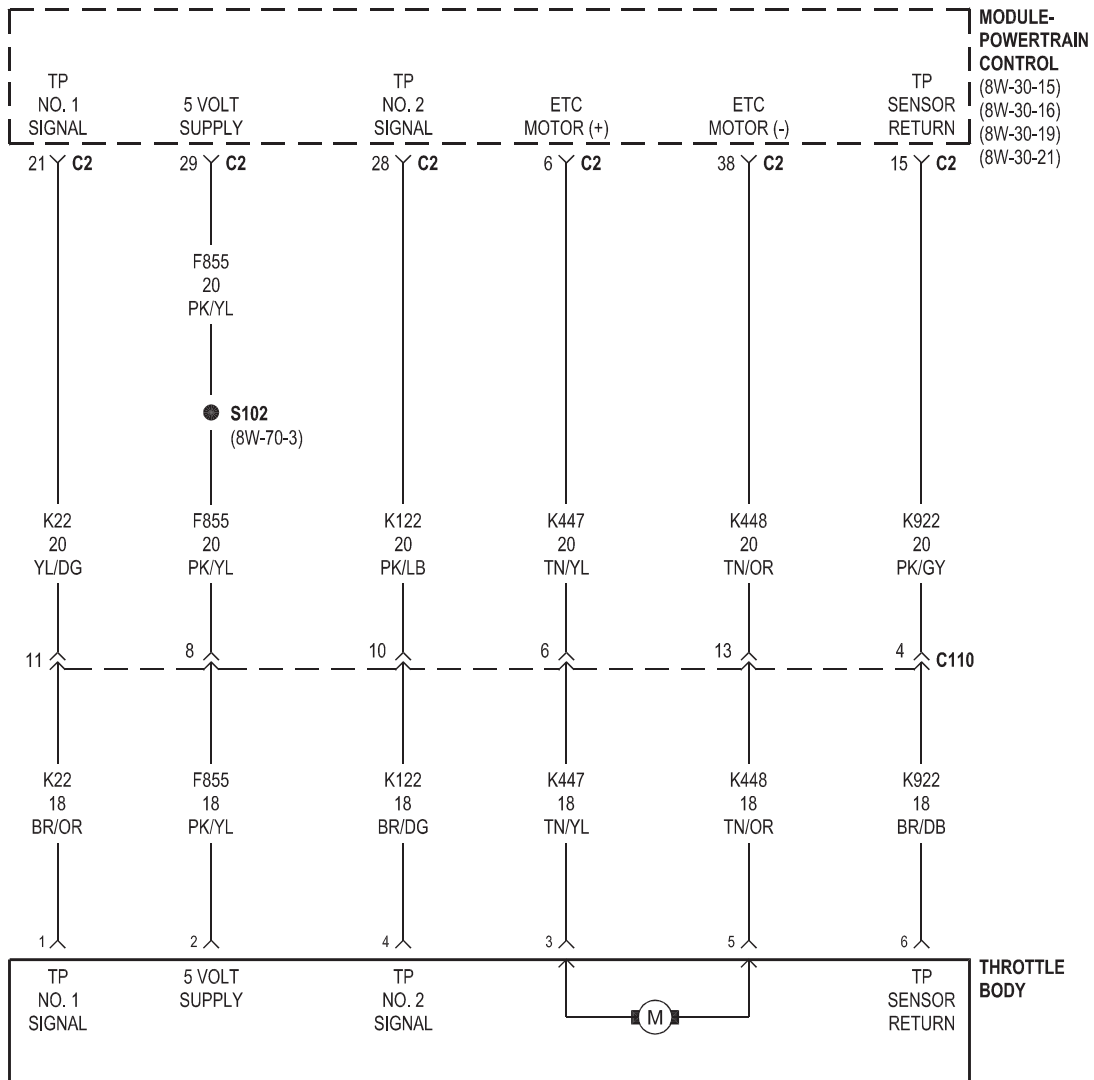 MODULE-
POWERTRAIN
CONTROL
(8W-30-15)
(8W-30-16)
(8W-30-19)
(8W-30-21)
TP
NO. 1
SIGNAL
5 VOLT
SUPPLY
TP
NO. 2
SIGNAL
ETC
MOTOR (+)
ETC
MOTOR (-)
TP
SENSOR
RETURN
21 C2
29 C2
28 C2
6 C2
38 C2
15 C2
F855
20
PK/YL
S102
(8W-70-3)
K22
20
YL/DG
F855
20
PK/YL
K122
20
PK/LB
K447
20
TN/YL
K448
20
TN/OR
K922
20
PK/GY
11
8
10
6
13
4 C110
K22
18
BR/OR
F855
18
PK/YL
K122
18
BR/DG
K447
18
TN/YL
K448
18
TN/OR
K922
18
BR/DB
1
2
4
3
5
6
TP
NO. 1
SIGNAL
5 VOLT
SUPPLY
TP
NO. 2
SIGNAL
M
TP
SENSOR
RETURN
THROTTLE
BODY